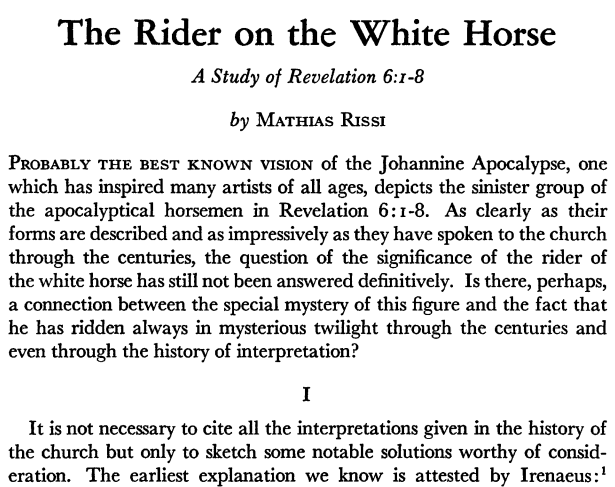 The Rider on the White Horse
A Study of Revelation 6:1-8
by MATHIAS RISSI
PROBABLY THE BEST KNOWN VISION of the Johannine Apocalypse, one
which has inspired many artists of all ages, depicts the sinister group of
the apocalyptical horsemen in Revelation 6:1-8. As clearly as their
forms are described and as impressively as they have spoken to the church
through the centuries, the question of the significance of the rider of
the white horse has still not been answered definitively. Is there, perhaps,
a connection between the special mystery of this figure and the fact that
he has ridden always in mysterious twilight through the centuries and
even through the history of interpretation?
I
It is not necessary to cite all the interpretations given in the history of
the church but only to sketch some notable solutions worthy of consid-
eration. The earliest explanation we know is attested by Irenaeus:¹